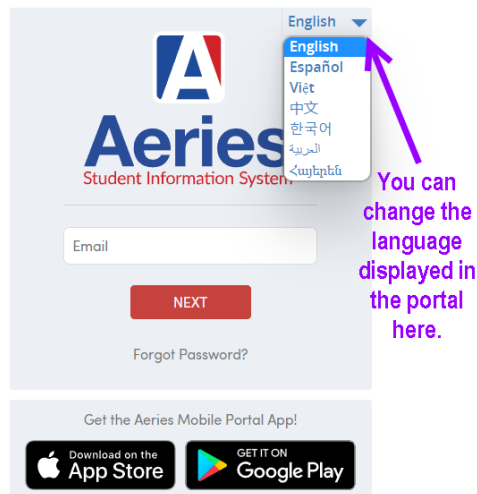 English
English
Español
Việt
中文
한국어
العربية
Հայերեն
Aeries
Student Information System
Email
NEXT
Forgot Password?
You can
change the
language
displayed in
the portal
here.
Get the Aeries Mobile Portal App!
Download on the
App Store
GET IT ON
Google Play